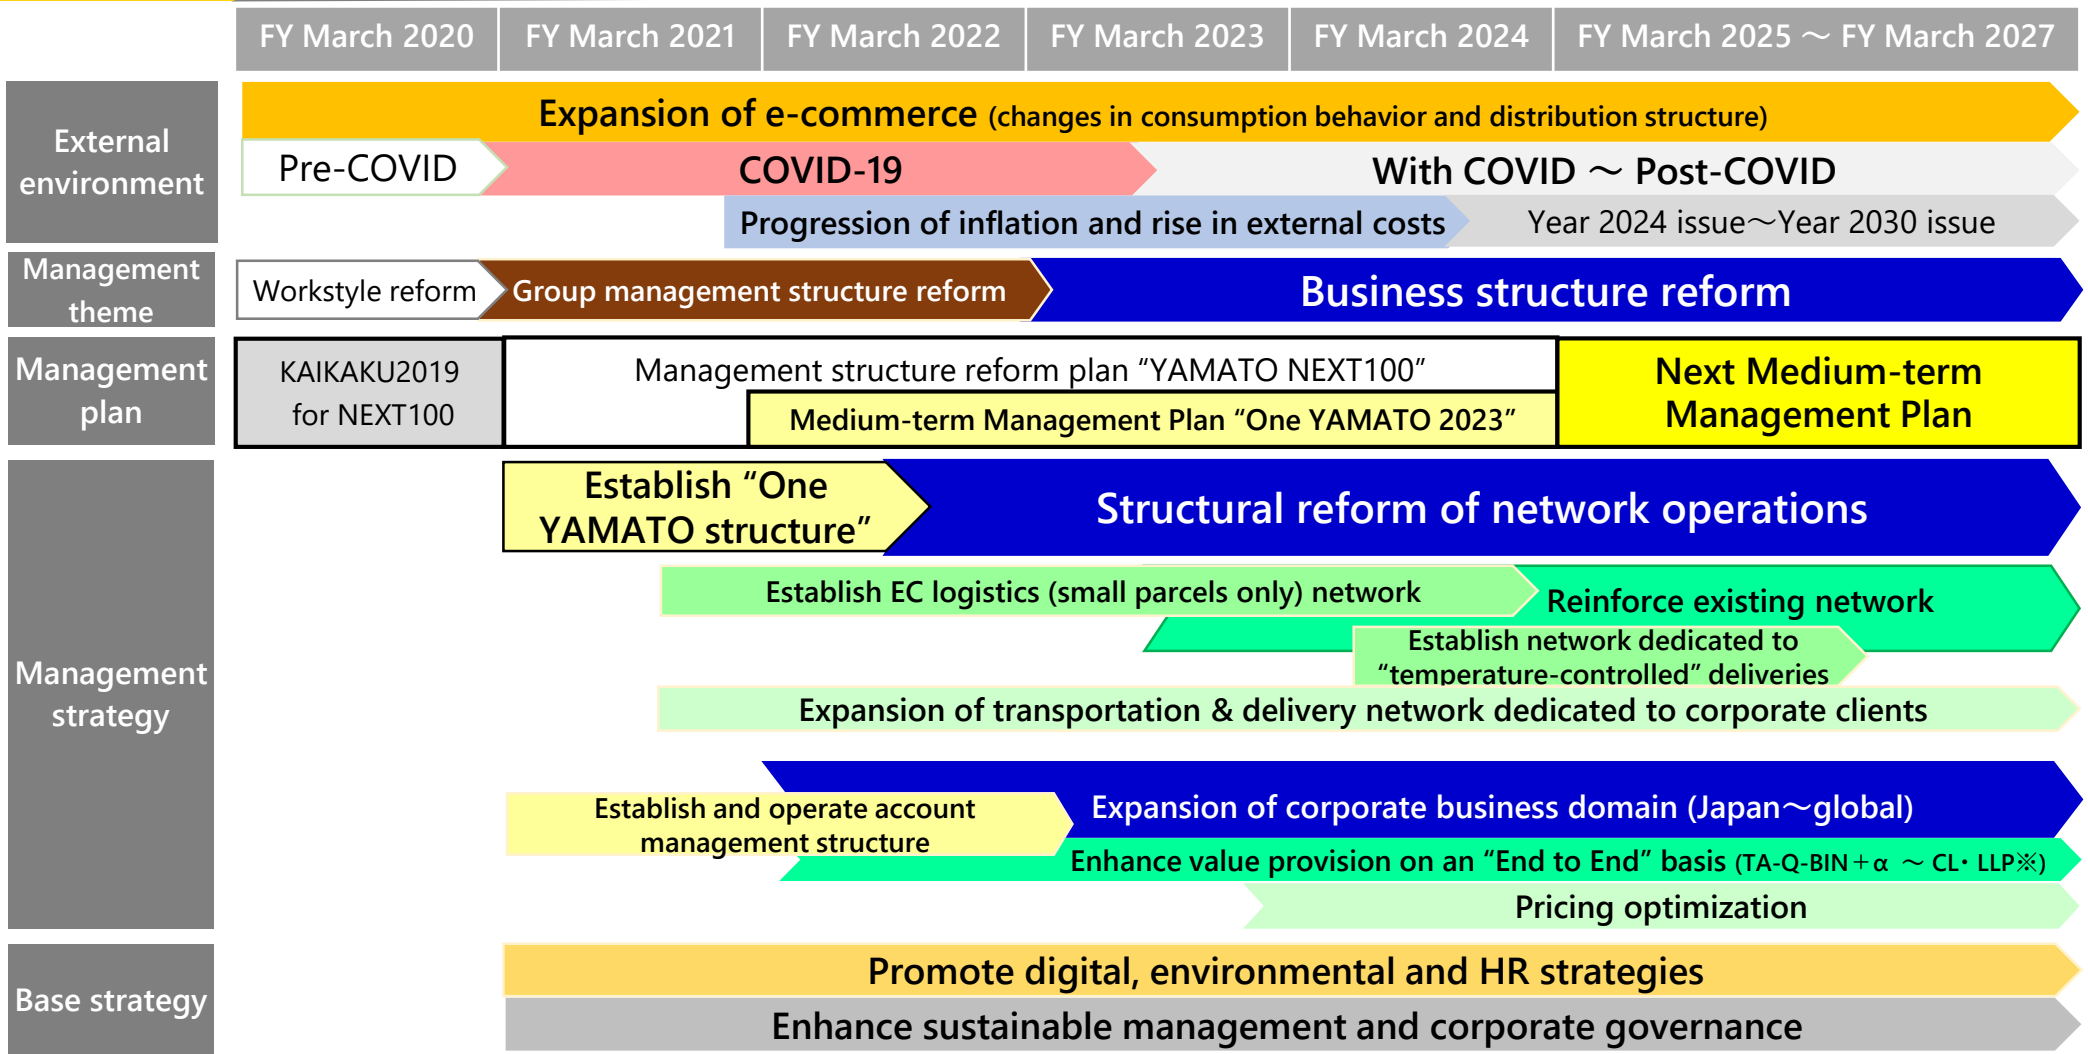 FY March 2020
FY March 2021
FY March 2022
FY March 2023
FY March 2024
FY March 2025 ～ FY March 2027
External
environment
Expansion of e-commerce (changes in consumption behavior and distribution structure)
Pre-COVID
COVID-19
With COVID ～ Post-COVID
Progression of inflation and rise in external costs
Year 2024 issue～Year 2030 issue
Management
theme
Workstyle reform
Group management structure reform
Business structure reform
Management
plan
KAIKAKU2019
for NEXT100
Management structure reform plan “YAMATO NEXT100”
Medium-term Management Plan “One YAMATO 2023”
Next Medium-term
Management Plan
Management
strategy
Establish “One
YAMATO structure”
Structural reform of network operations
Establish EC logistics (small parcels only) network
Reinforce existing network
Establish network dedicated to
“temperature-controlled” deliveries
Expansion of transportation & delivery network dedicated to corporate clients
Establish and operate account
management structure
Expansion of corporate business domain (Japan～global)
Enhance value provision on an “End to End” basis (TA-Q-BIN＋α ～ CL・LLP※)
Pricing optimization
Base strategy
Promote digital, environmental and HR strategies
Enhance sustainable management and corporate governance